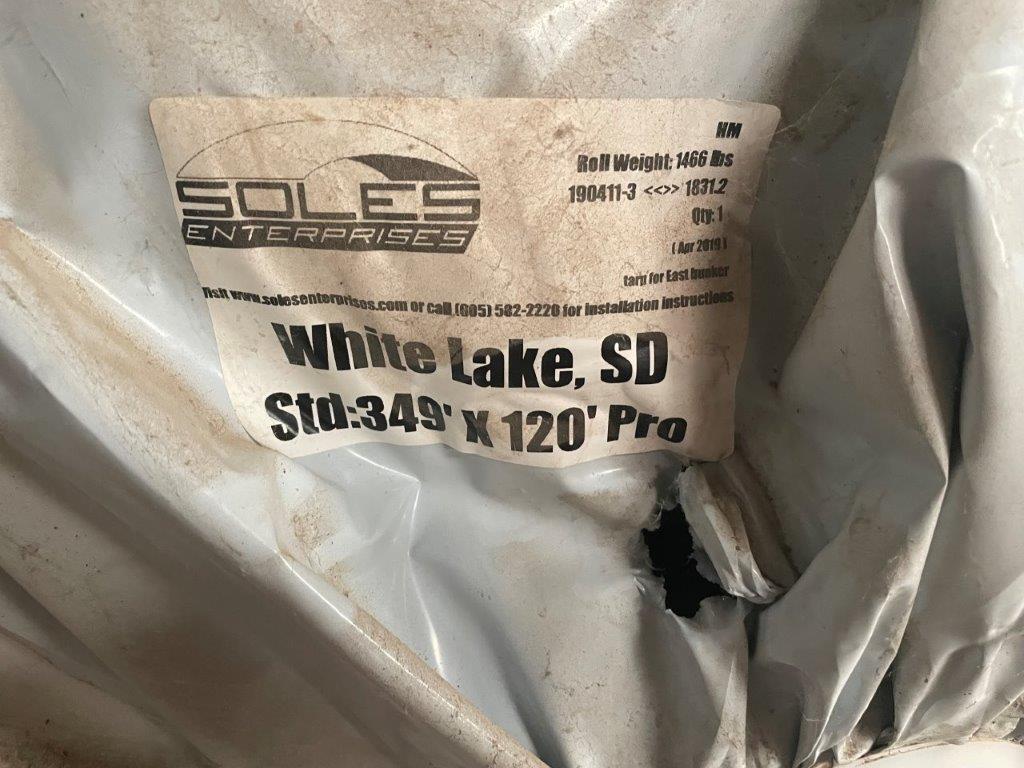 SOLES
ENTERPRISES
HM
Roll Weight: 1466 lbs
190411-3 <<>> 1831.2
Qty: 1
( Apr 2019 )
tarp for East bunker
visit www.solesenterprises.com or call (605) 582-2220 for installation instructions
White Lake, SD
Std:349' X 120' Pro